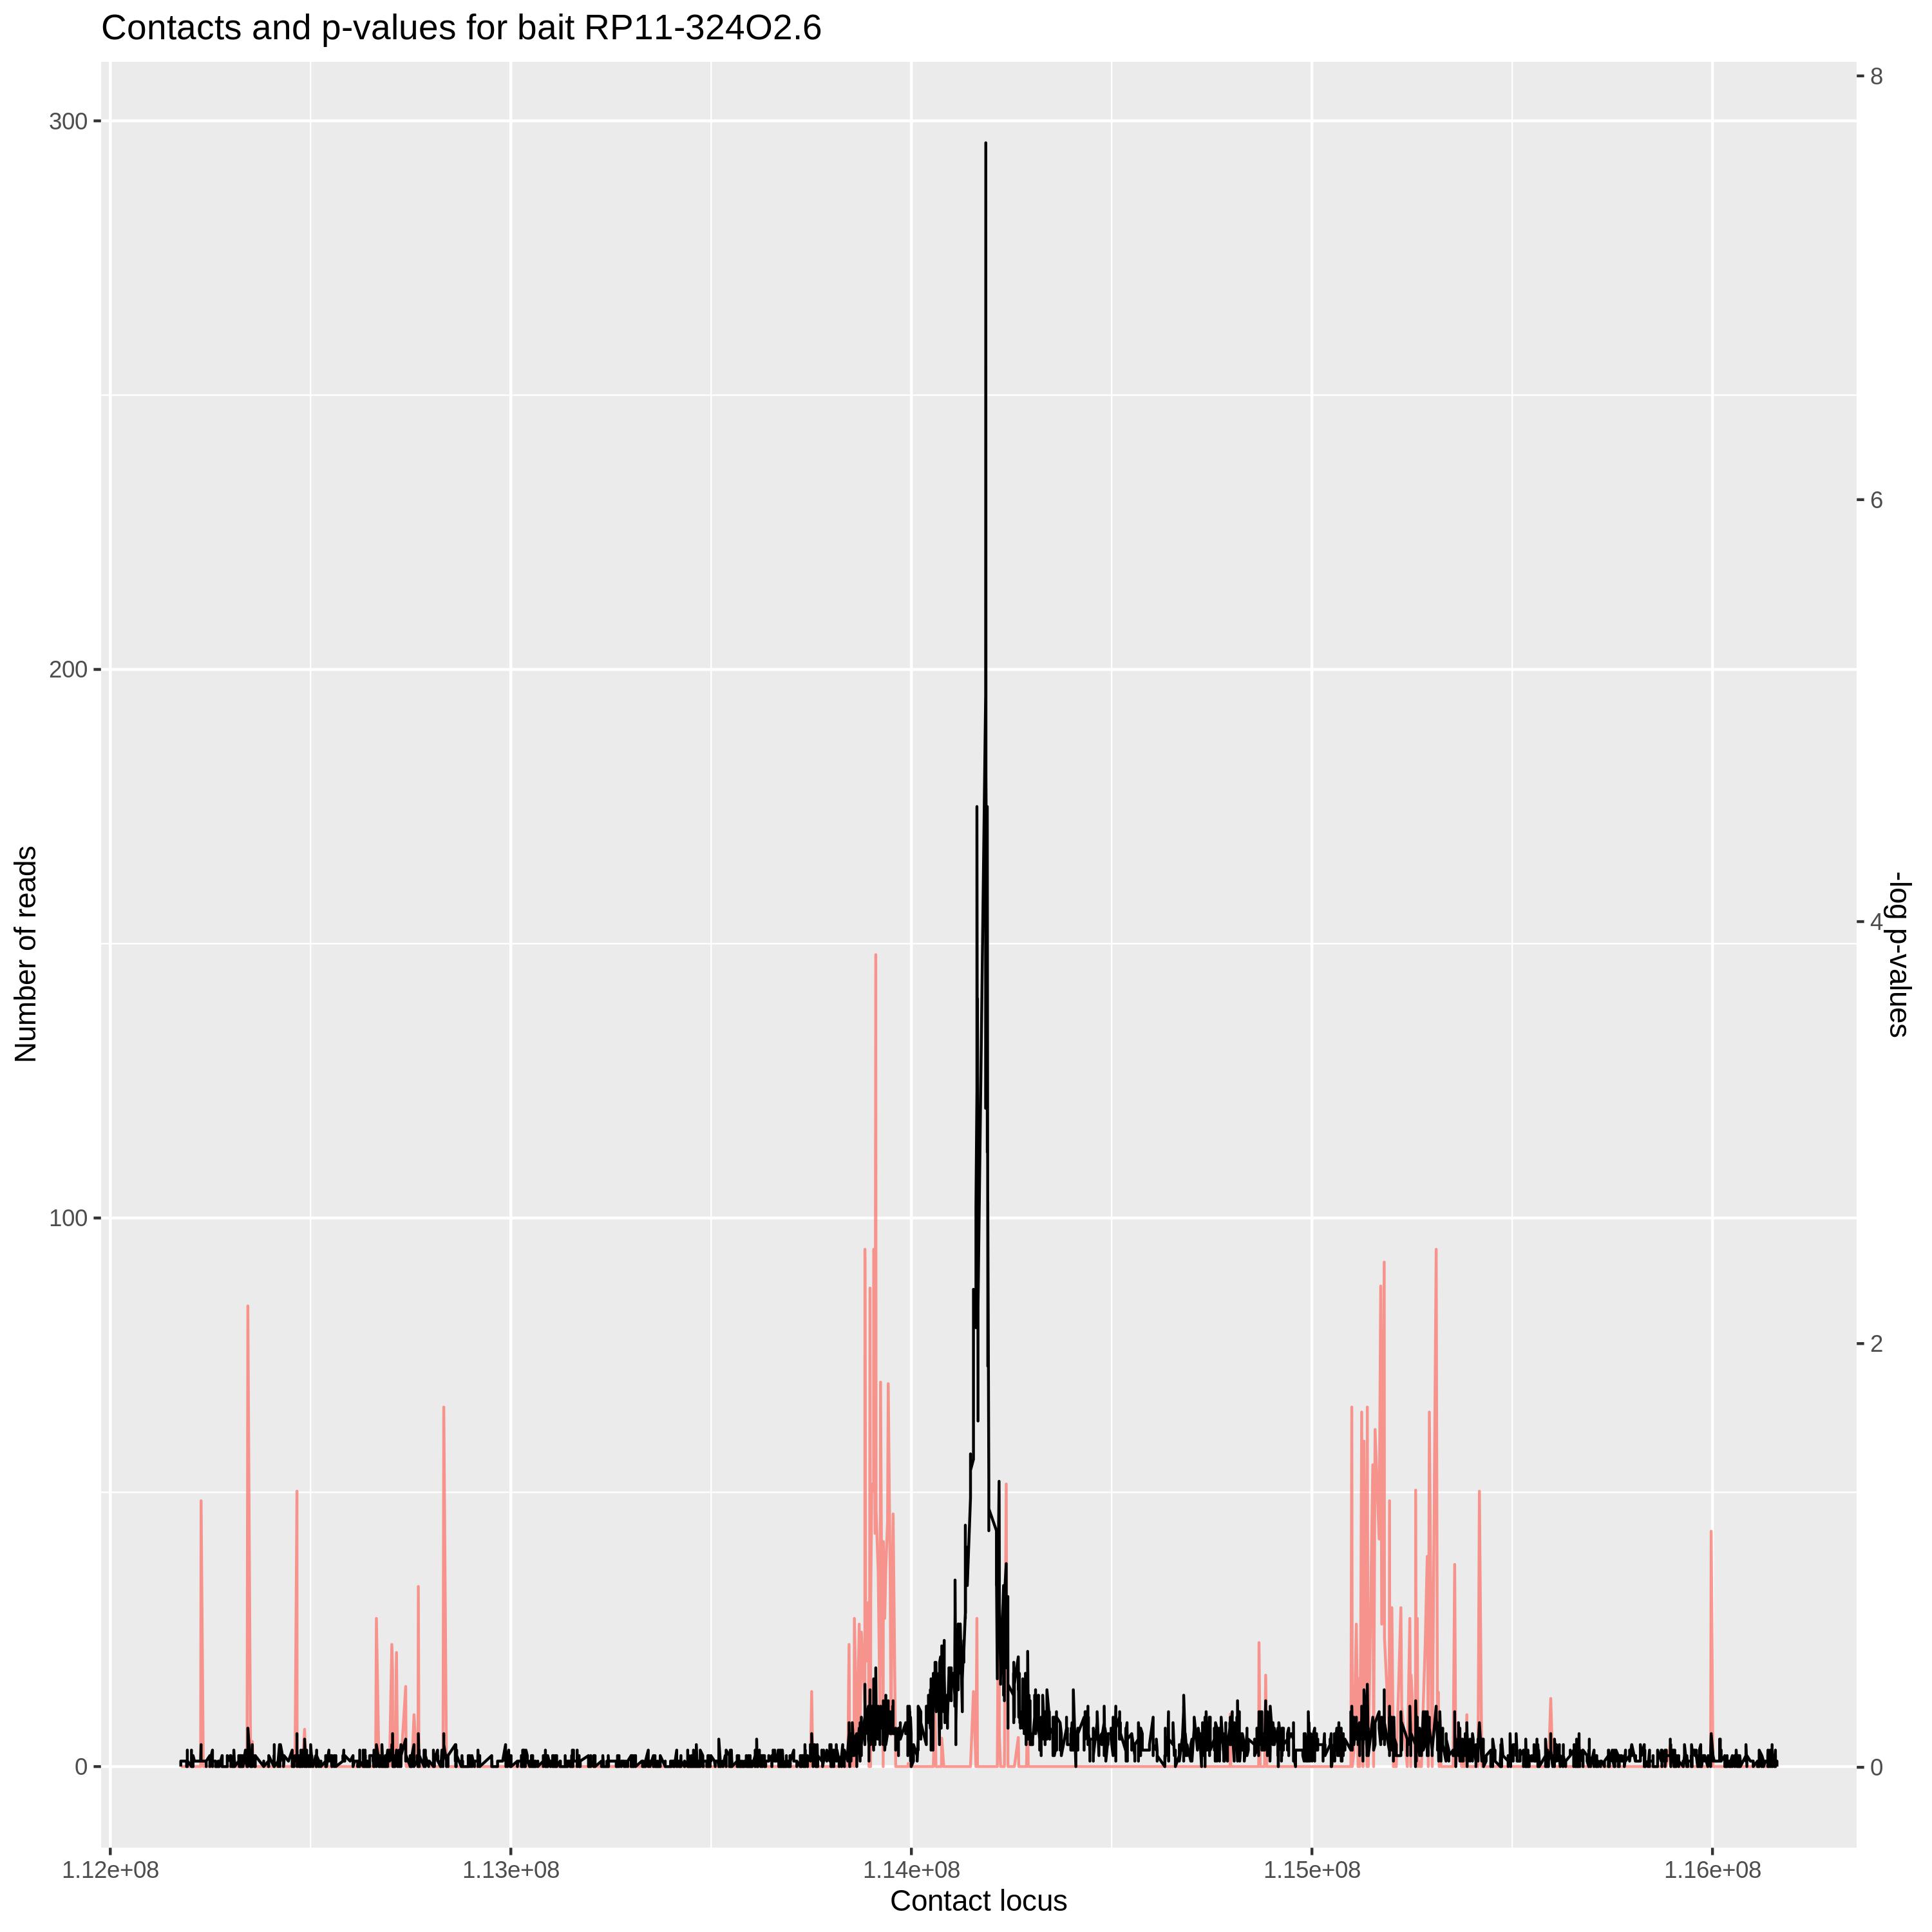 Contacts and p-values for bait RP11-324O2.6
Number of reads
300
200
100
0
8
6
4
2
0
-log p-values
1.12e+08
1.13e+08
1.14e+08
1.15e+08
1.16e+08
Contact locus